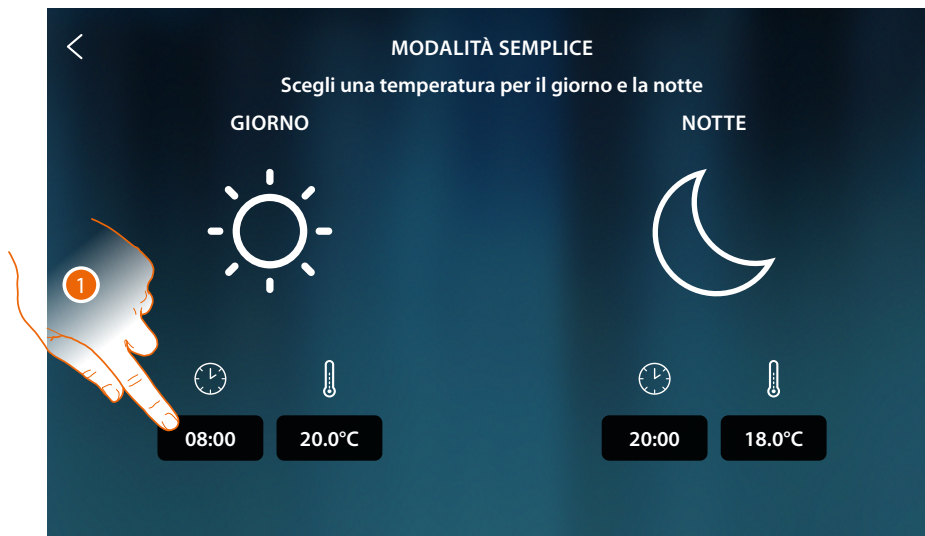 MODALITÀ SEMPLICE
Scegli una temperatura per il giorno e la notte
GIORNO
NOTTE
1
08:00
20.0°C
20:00
18.0°C